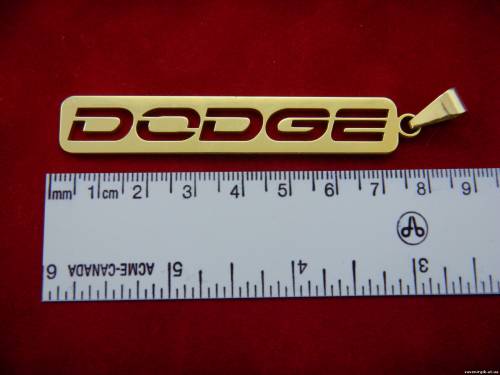 DODGE
mm 1 cm 2 3 4 5 6 7 8 9
6 ACME-CANADA 5 4 3